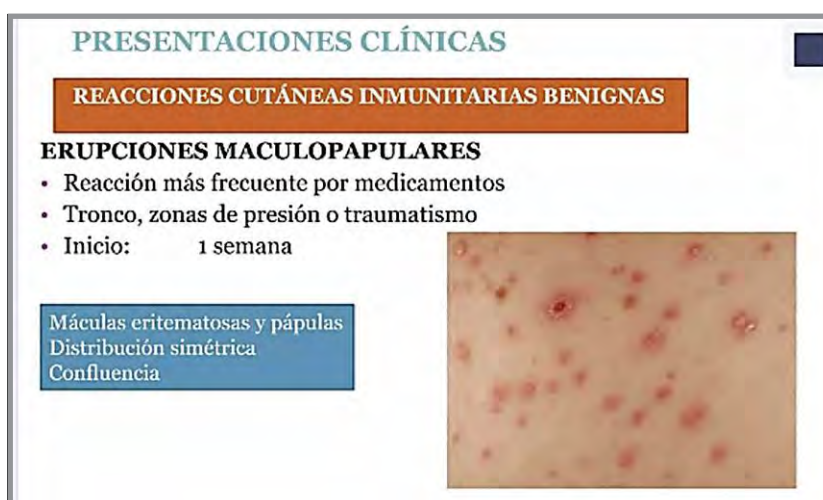 PRESENTACIONES CLÍNICAS
REACCIONES CUTÁNEAS INMUNITARIAS BENIGNAS
ERUPCIONES MACULOPAPULARES
• Reacción más frecuente por medicamentos
• Tronco, zonas de presión o traumatismo
• Inicio: 1 semana
Máculas eritematosas y pápulas
Distribución simétrica
Confluencia